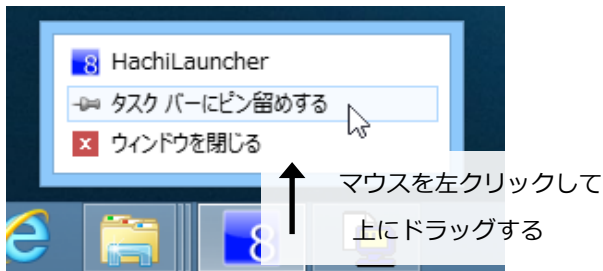 8 HachiLauncher
タスク バーにピン留めする
x ウィンドウを閉じる
マウスを左クリックして
上にドラッグする
8